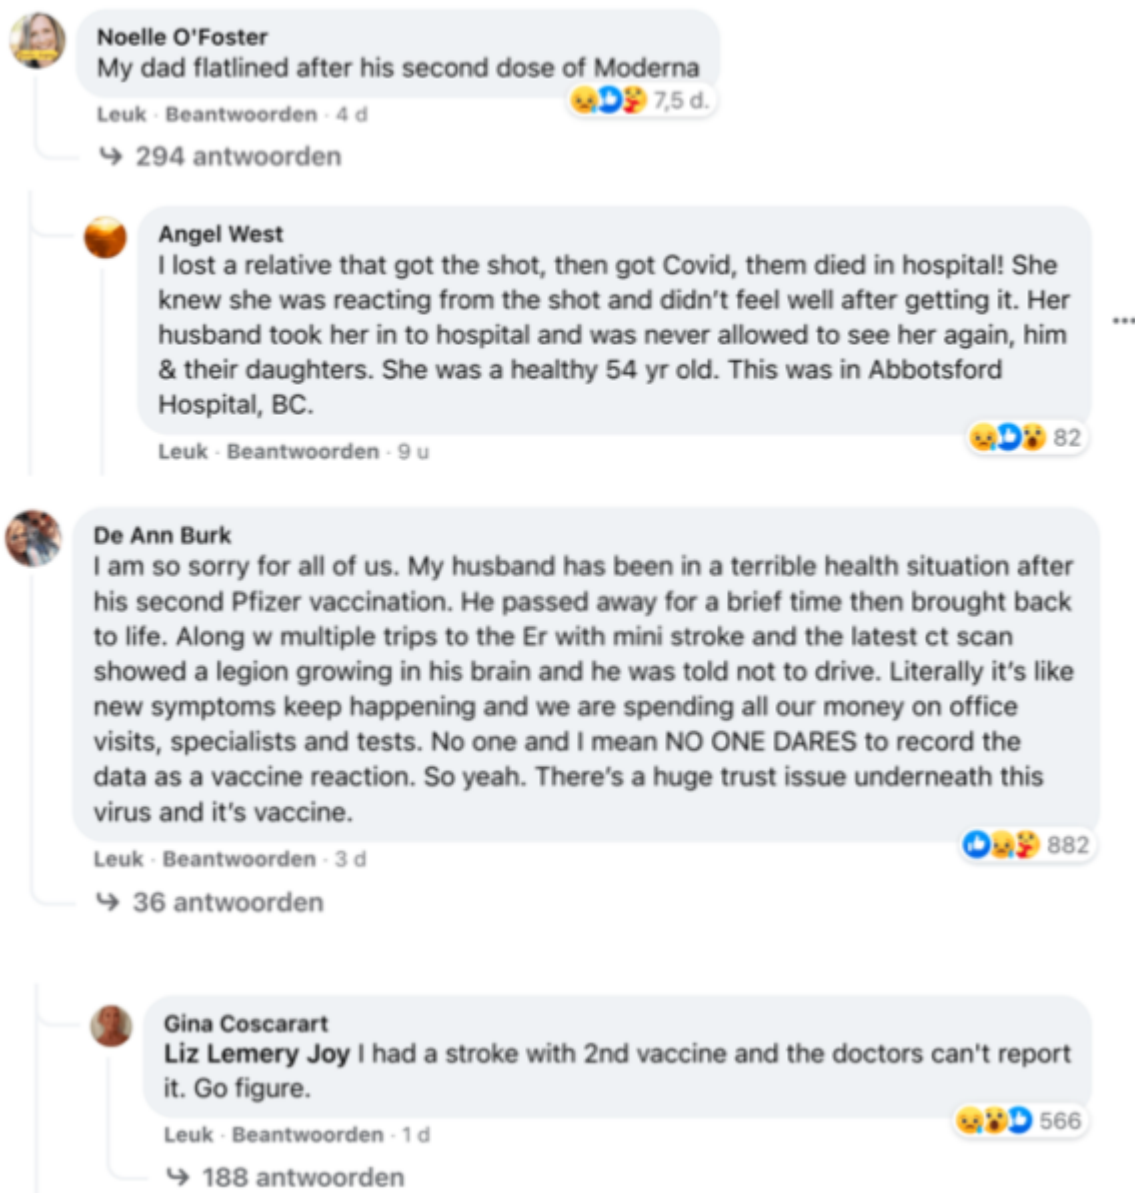 Noelle O'Foster
My dad flatlined after his second dose of Moderna
7,5 d.
Leuk · Beantwoorden · 4 d
294 antwoorden
Angel West
I lost a relative that got the shot, then got Covid, them died in hospital! She
knew she was reacting from the shot and didn't feel well after getting it. Her
husband took her in to hospital and was never allowed to see her again, him
& their daughters. She was a healthy 54 yr old. This was in Abbotsford
Hospital, BC.
82
Leuk · Beantwoorden · 9 u
De Ann Burk
I am so sorry for all of us. My husband has been in a terrible health situation after
his second Pfizer vaccination. He passed away for a brief time then brought back
to life. Along w multiple trips to the Er with mini stroke and the latest ct scan
showed a legion growing in his brain and he was told not to drive. Literally it's like
new symptoms keep happening and we are spending all our money on office
visits, specialists and tests. No one and I mean NO ONE DARES to record the
data as a vaccine reaction. So yeah. There's a huge trust issue underneath this
virus and it's vaccine.
882
Leuk · Beantwoorden · 3 d
36 antwoorden
Gina Coscarart
Liz Lemery Joy I had a stroke with 2nd vaccine and the doctors can't report
it. Go figure.
566
Leuk · Beantwoorden · 1 d
188 antwoorden